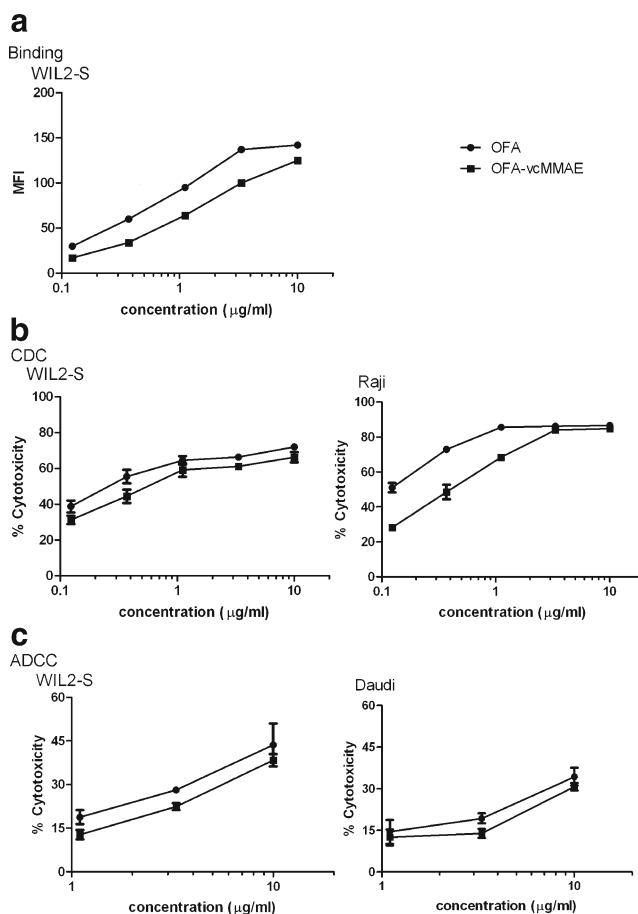 a
Binding
WIL2-S
200
150
100
50
0
MFI
0.1
1
10
concentration ( μg/ml)
OFA
OFA-vcMMAE
b
CDC
WIL2-S
80
60
40
20
0
% Cytotoxicity
0.1
1
10
concentration ( μg/ml)
Raji
100
80
60
40
20
0
% Cytotoxicity
0.1
1
10
concentration ( μg/ml)
c
ADCC
WIL2-S
60
45
30
15
0
% Cytotoxicity
1
10
concentration ( μg/ml)
Daudi
60
45
30
15
0
% Cytotoxicity
1
10
concentration ( μg/ml)